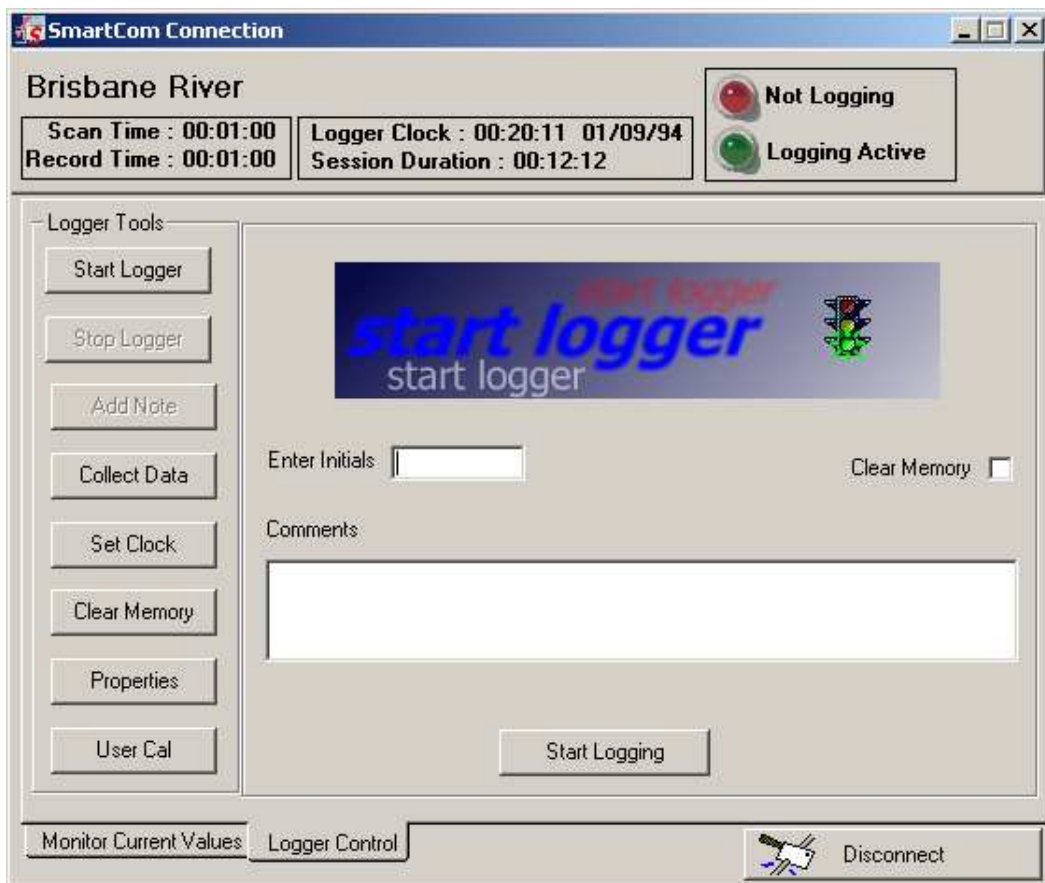 SmartCom Connection
Brisbane River
Scan Time : 00:01:00
Record Time : 00:01:00
Logger Clock : 00:20:11 01/09/94
Session Duration : 00:12:12
Not Logging
Logging Active
Logger Tools
Start Logger
Stop Logger
Add Note
Collect Data
Set Clock
Clear Memory
Properties
User Cal
start logger
start logger
start logger
Enter Initials
Clear Memory
Comments
Start Logging
Monitor Current Values
Logger Control
Disconnect